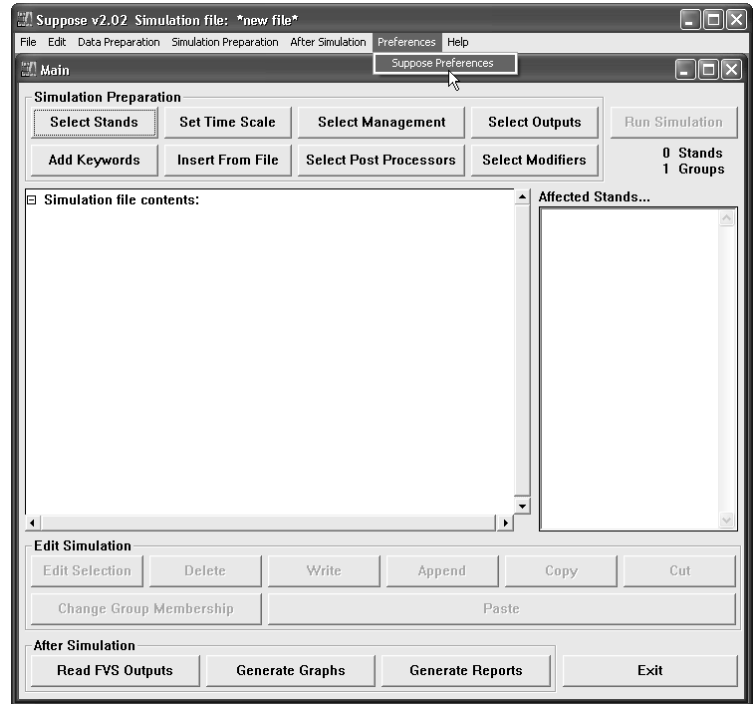 Suppose v2.02 Simulation file: *new file*
File Edit Data Preparation Simulation Preparation After Simulation Preferences Help
Suppose Preferences
Main
Simulation Preparation
Select Stands Set Time Scale Select Management Select Outputs Run Simulation
Add Keywords Insert From File Select Post Processors Select Modifiers
0 Stands
1 Groups
Simulation file contents:
Affected Stands...
Edit Simulation
Edit Selection Delete Write Append Copy Cut
Change Group Membership Paste
After Simulation
Read FVS Outputs Generate Graphs Generate Reports Exit